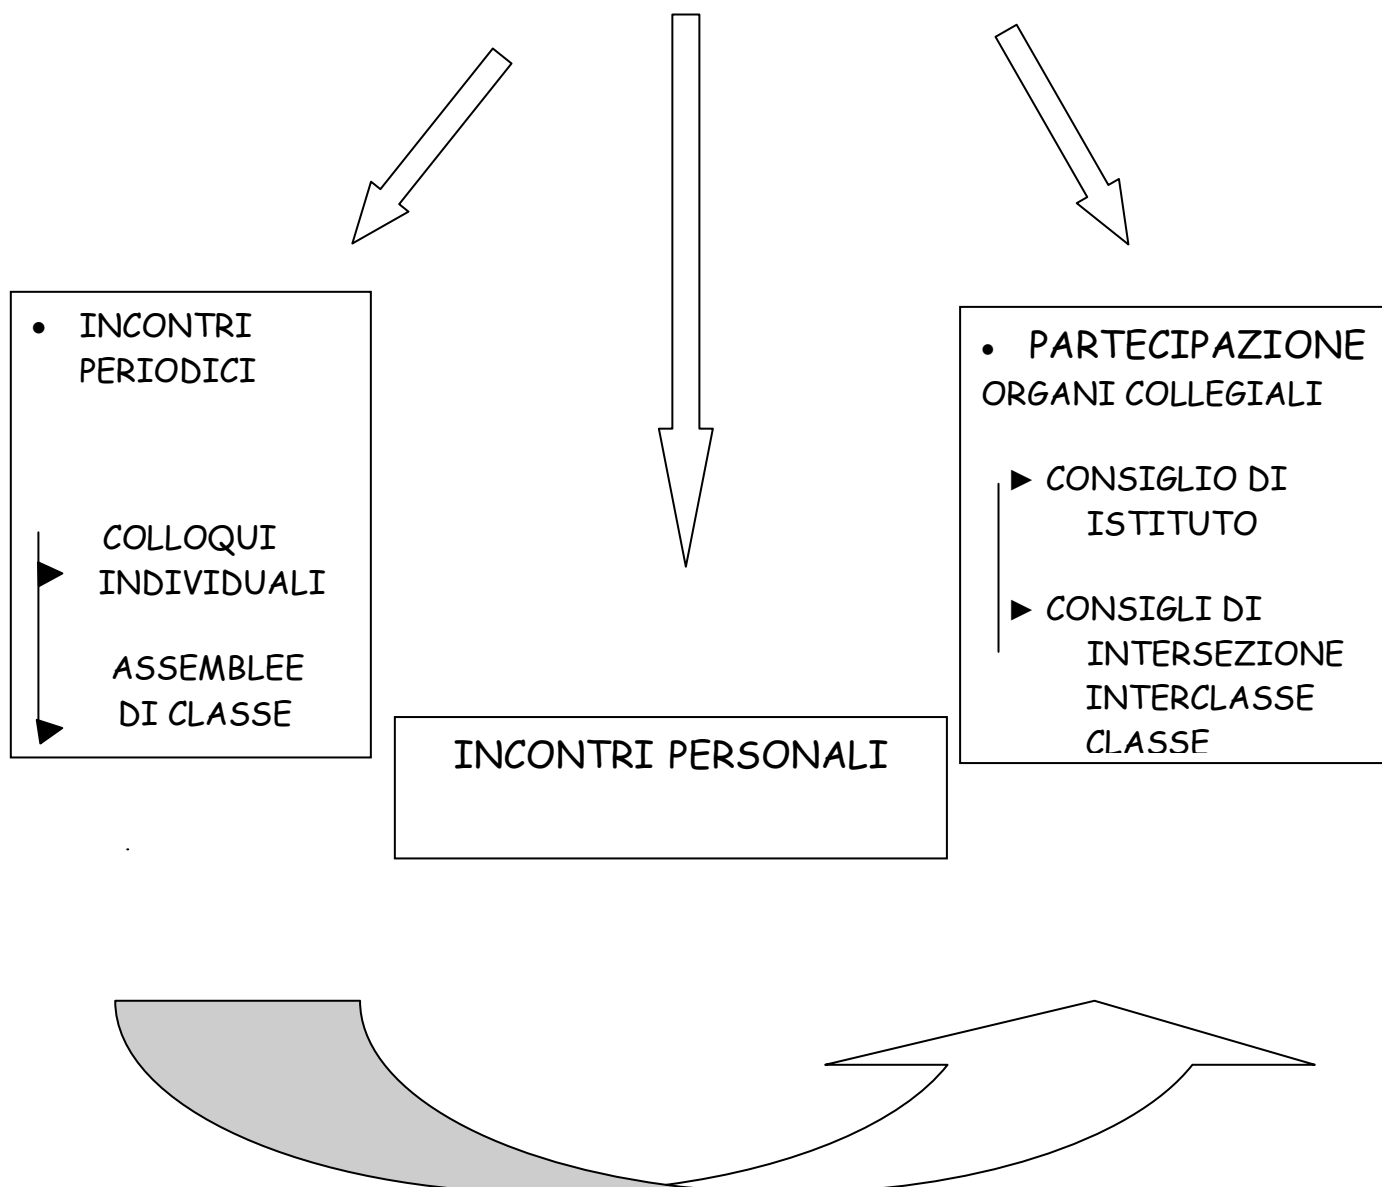 • INCONTRI
PERIODICI
COLLOQUI
INDIVIDUALI
ASSEMBLEE
DI CLASSE
INCONTRI PERSONALI
• PARTECIPAZIONE
ORGANI COLLEGIALI
► CONSIGLIO DI
ISTITUTO
► CONSIGLI DI
INTERSEZIONE
INTERCLASSE
CLASSE